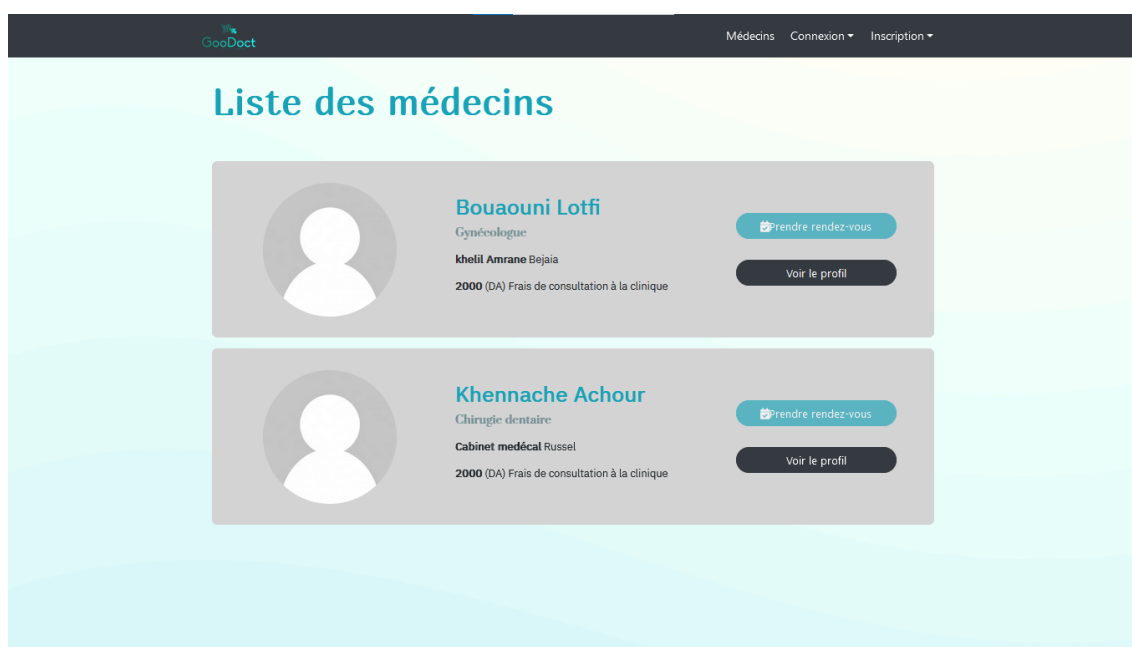 GooDoct
Médecins Connexion Inscription
Liste des médecins
Bouaouni Lotfi
Gynécologue
khelil Amrane Bejaia
2000 (DA) Frais de consultation à la clinique
Prendre rendez-vous
Voir le profil
Khennache Achour
Chirugie dentaire
Cabinet medécal Russel
2000 (DA) Frais de consultation à la clinique
Prendre rendez-vous
Voir le profil